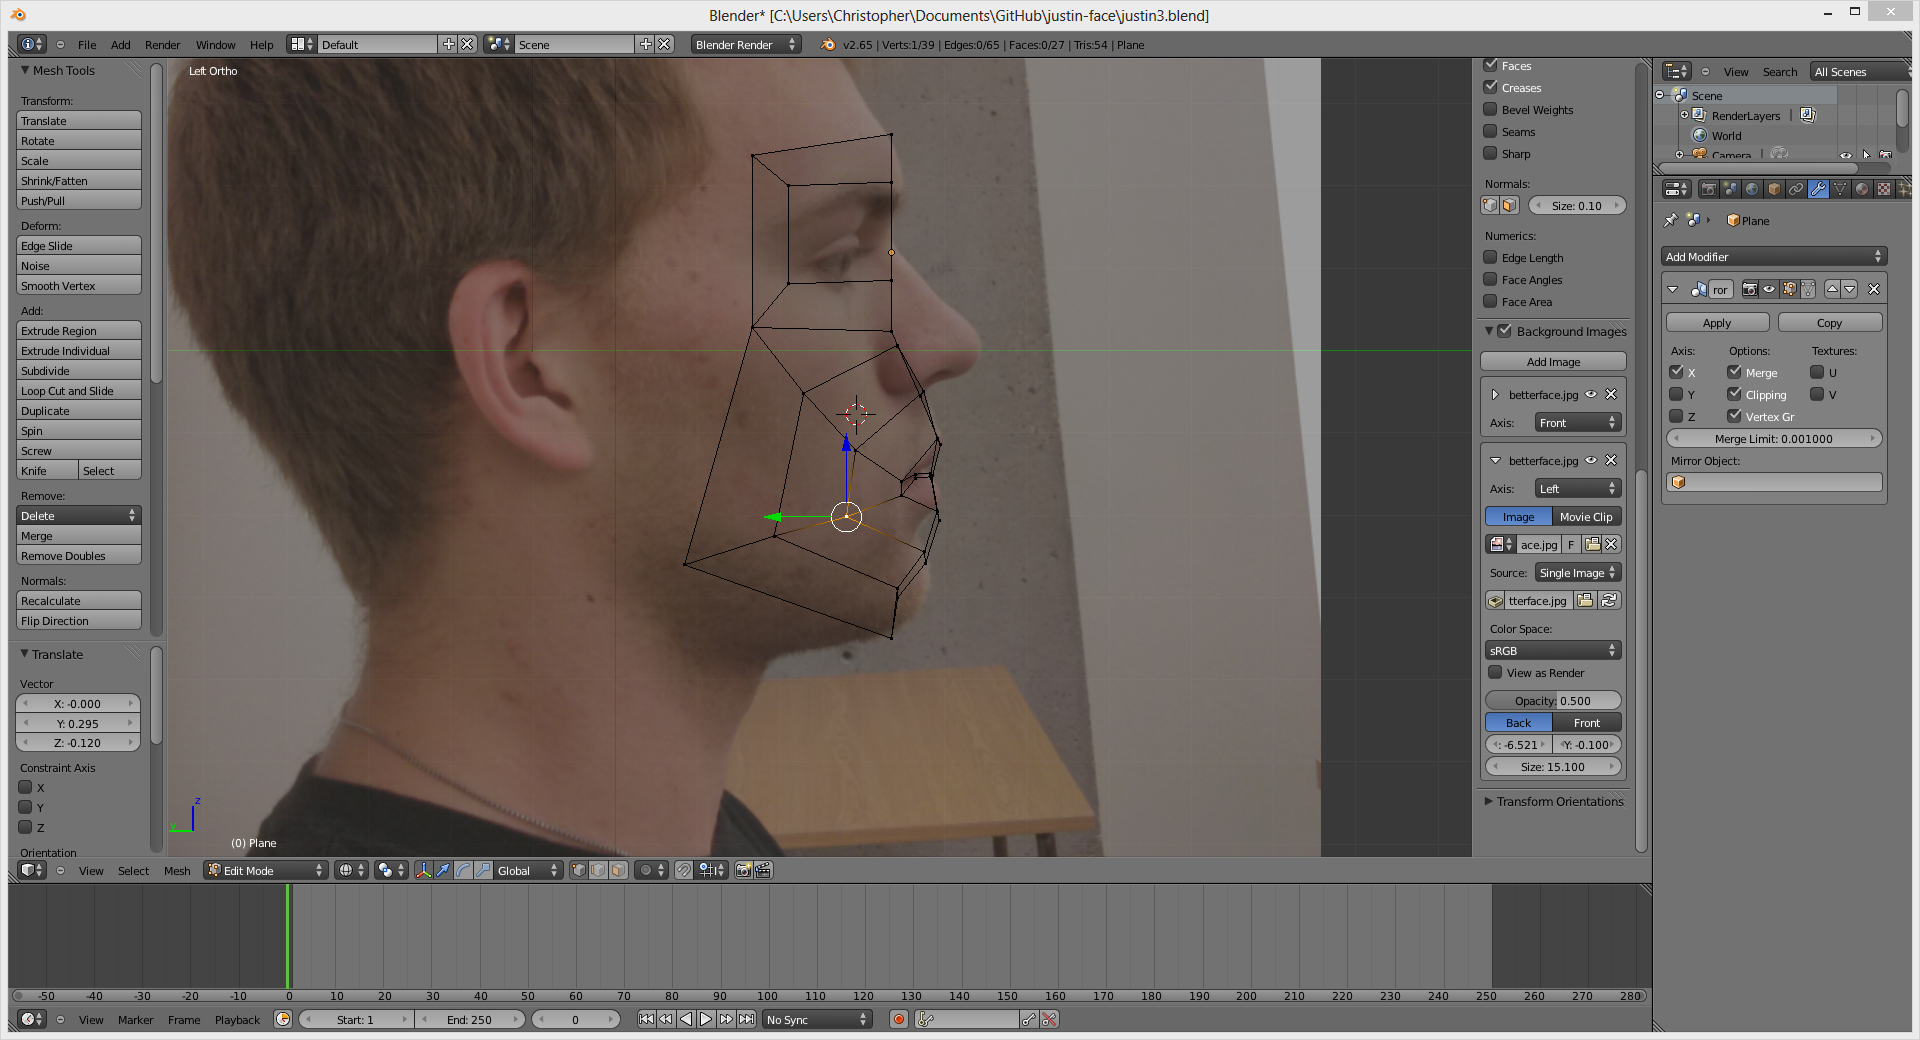 Blender* [C:\Users\Christopher\Documents\GitHub\justin-face\justin3.blend]
File Add Render Window Help Default Scene Blender Render v2.65 | Verts:1/39 | Edges:0/65 | Faces:0/27 | Tris:54 | Plane
Mesh Tools
Transform:
Translate
Rotate
Scale
Shrink/Fatten
Push/Pull
Deform:
Edge Slide
Noise
Smooth Vertex
Add:
Extrude Region
Extrude Individual
Subdivide
Loop Cut and Slide
Duplicate
Spin
Screw
Knife Select
Remove:
Delete
Merge
Remove Doubles
Normals:
Recalculate
Flip Direction
Translate
Vector
X: -0.000
Y: 0.295
Z: -0.120
Constraint Axis
X
Y
Z
Orientation
Left Ortho
z
y
(0) Plane
Faces
Creases
Bevel Weights
Seams
Sharp
Normals:
Size: 0.10
Numerics:
Edge Length
Face Angles
Face Area
Background Images
Add Image
betterface.jpg
Axis: Front
betterface.jpg
Axis: Left
Image Movie Clip
ace.jpg F
Source: Single Image
tterface.jpg
Color Space:
sRGB
View as Render
Opacity: 0.500
Back Front
: -6.521 Y: -0.100
Size: 15.100
Transform Orientations
View Search All Scenes
Scene
RenderLayers |
World
Camera |
Plane
Add Modifier
ror
Apply Copy
Axis: Options: Textures:
X Merge U
Y Clipping V
Z Vertex Gr
Merge Limit: 0.001000
Mirror Object:
View Select Mesh Edit Mode Global
-50 -40 -30 -20 -10 0 10 20 30 40 50 60 70 80 90 100 110 120 130 140 150 160 170 180 190 200 210 220 230 240 250 260 270 280
View Marker Frame Playback Start: 1 End: 250 0 No Sync